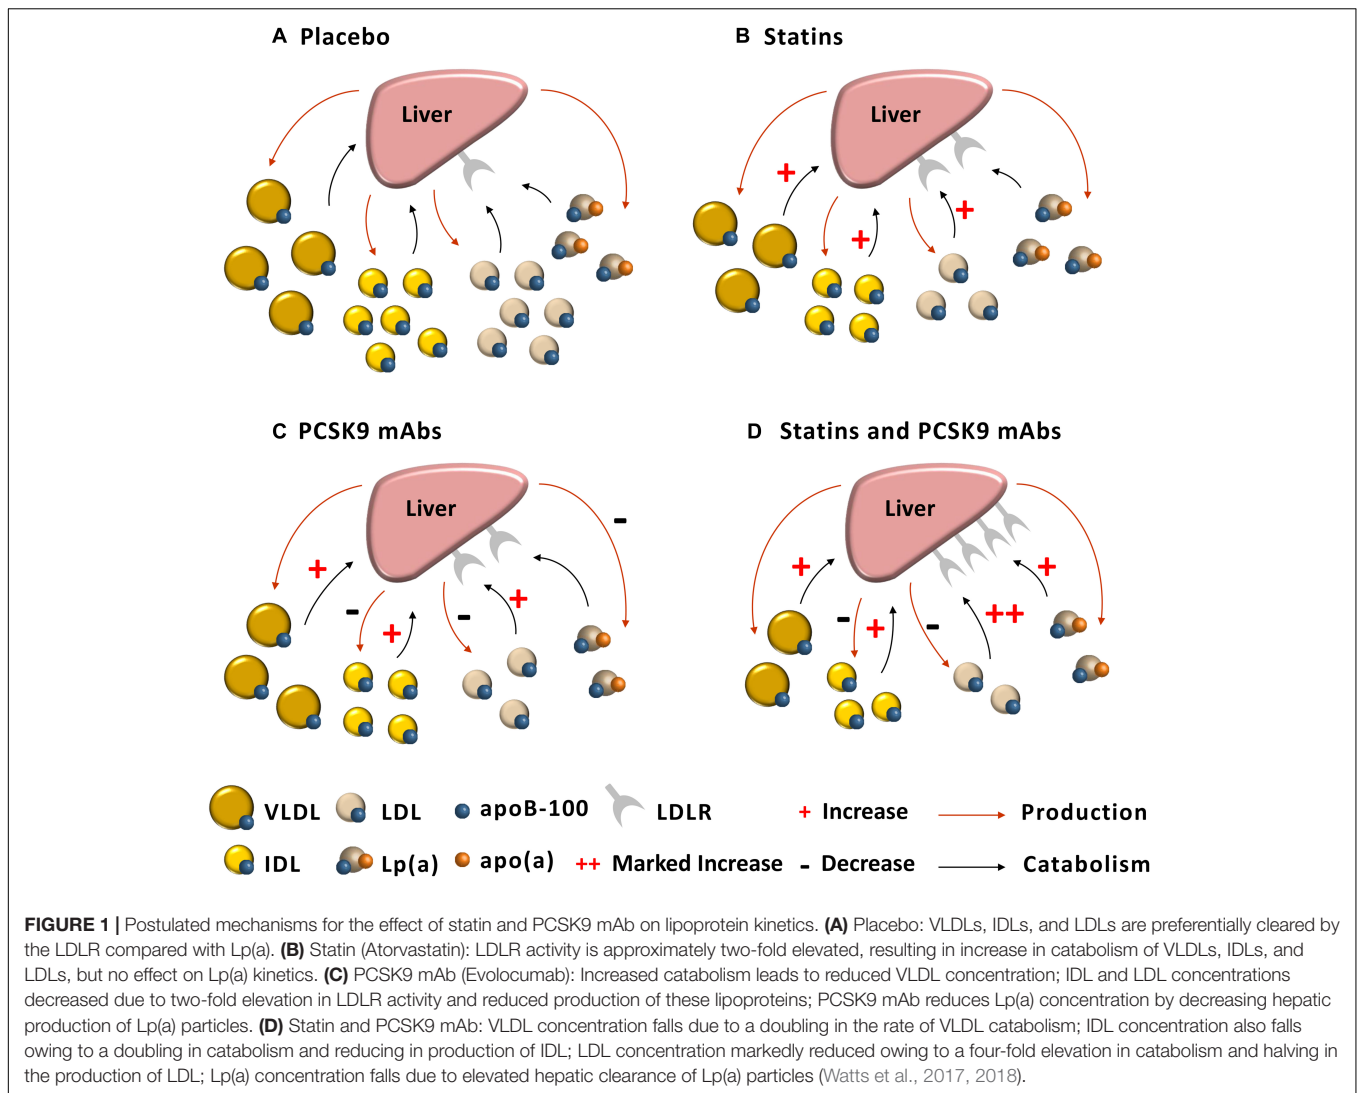 A Placebo
B Statins
Liver
Liver
+
+
+
C PCSK9 mAbs
D Statins and PCSK9 mAbs
Liver
Liver
-
+
-
+
-
+
+
-
+
-
++
+
VLDL LDL apoB-100 LDLR + Increase Production
IDL Lp(a) apo(a) ++ Marked Increase - Decrease Catabolism
FIGURE 1 | Postulated mechanisms for the effect of statin and PCSK9 mAb on lipoprotein kinetics. (A) Placebo: VLDLs, IDLs, and LDLs are preferentially cleared by
the LDLR compared with Lp(a). (B) Statin (Atorvastatin): LDLR activity is approximately two-fold elevated, resulting in increase in catabolism of VLDLs, IDLs, and
LDLs, but no effect on Lp(a) kinetics. (C) PCSK9 mAb (Evolocumab): Increased catabolism leads to reduced VLDL concentration; IDL and LDL concentrations
decreased due to two-fold elevation in LDLR activity and reduced production of these lipoproteins; PCSK9 mAb reduces Lp(a) concentration by decreasing hepatic
production of Lp(a) particles. (D) Statin and PCSK9 mAb: VLDL concentration falls due to a doubling in the rate of VLDL catabolism; IDL concentration also falls
owing to a doubling in catabolism and reducing in production of IDL; LDL concentration markedly reduced owing to a four-fold elevation in catabolism and halving in
the production of LDL; Lp(a) concentration falls due to elevated hepatic clearance of Lp(a) particles (Watts et al., 2017, 2018).